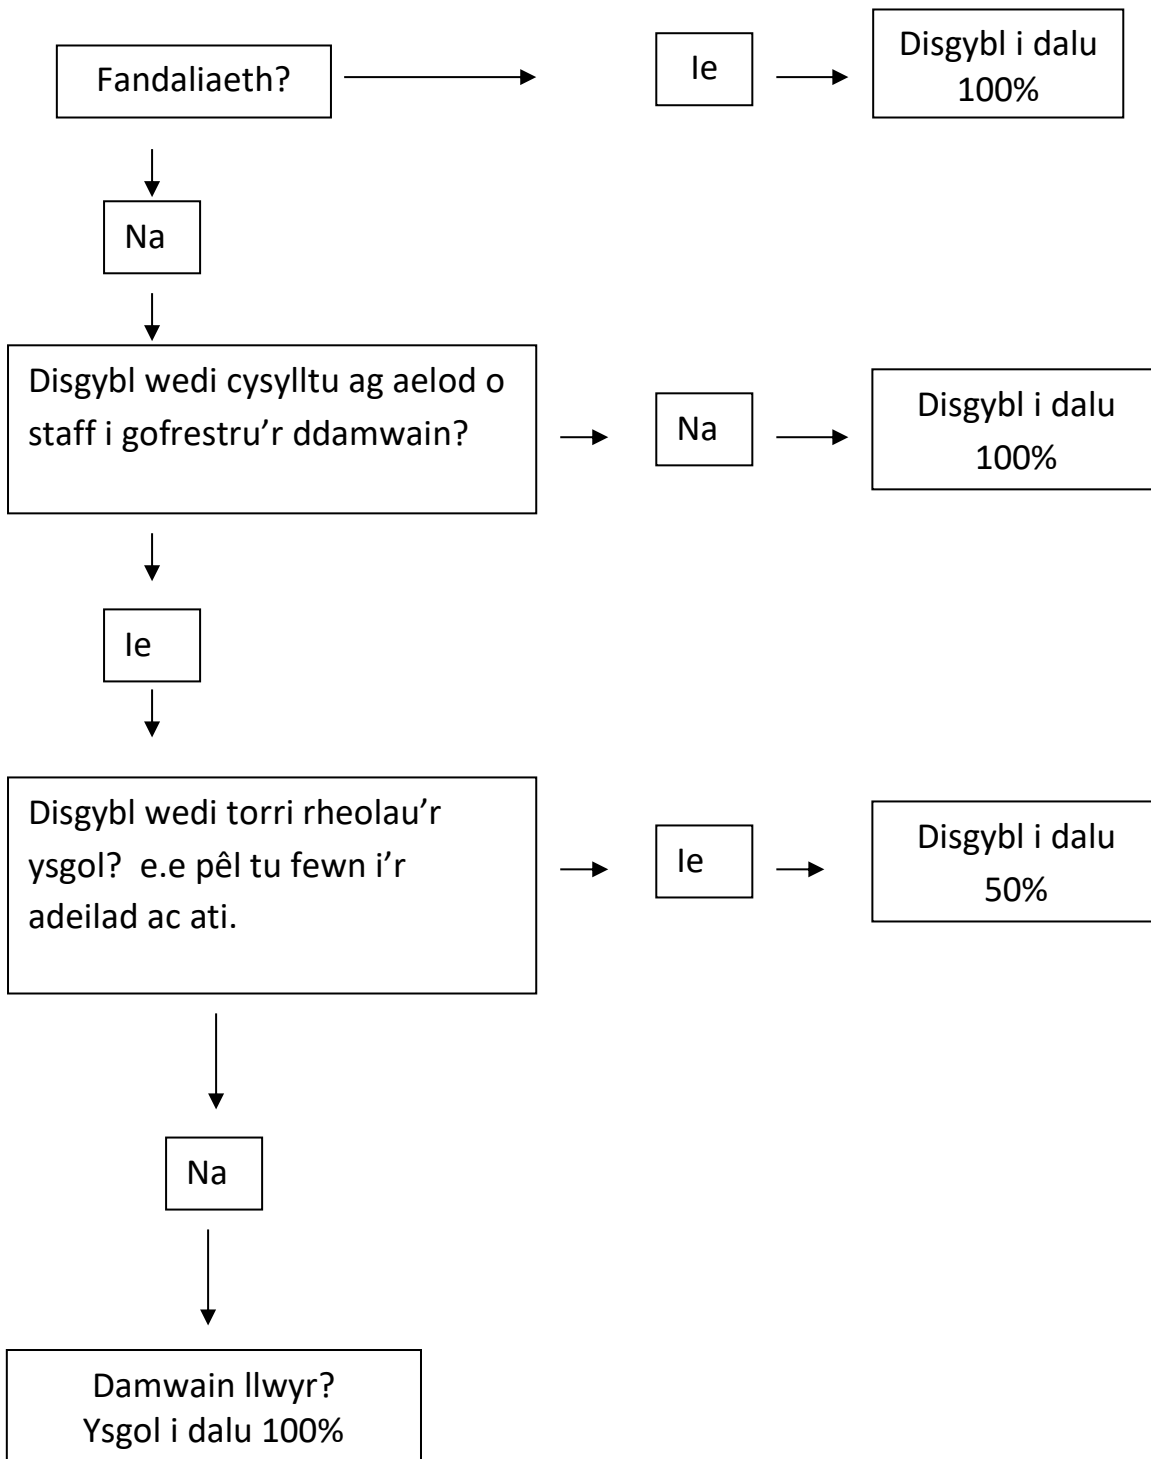 Fandaliaeth?
Ie
Disgybl i dalu
100%
Na
Disgybl wedi cysylltu ag aelod o
staff i gofrestru’r ddamwain?
Na
Disgybl i dalu
100%
Ie
Disgybl wedi torri rheolau’r
ysgol?  e.e pêl tu fewn i’r
adeilad ac ati.
Ie
Disgybl i dalu
50%
Na
Damwain llwyr?
Ysgol i dalu 100%